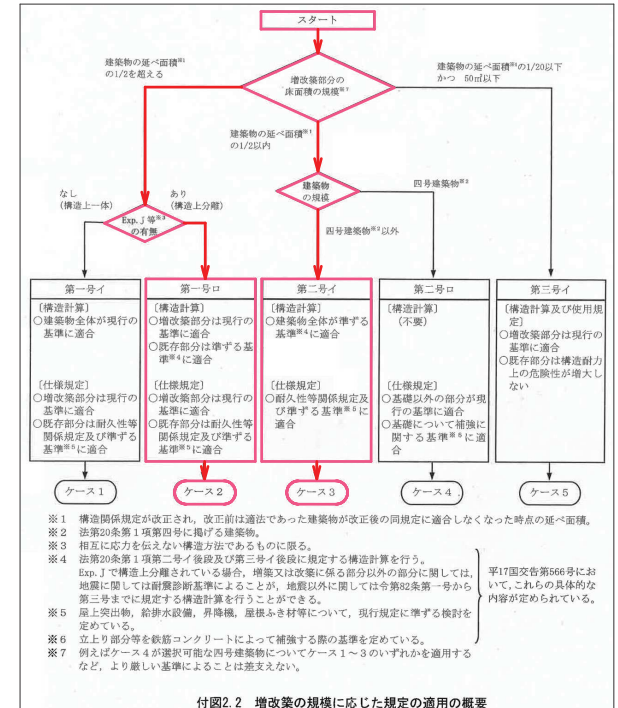 スタート
建築物の延べ面積※1
の1/2を超える
増改築部分の
床面積の規模※7
建築物の延べ面積※1の1/20以下
かつ 50㎡以下
建築物の延べ面積※1
の1/2以内
建築物
の規模
四号建築物※2
なし
(構造上一体)
あり
(構造上分離)
Exp.J等※3
の有無
四号建築物※2以外
第一号イ
[構造計算]
○建築物全体が現行の
基準に適合
[仕様規定]
○増改築部分は現行の
基準に適合
○既存部分は耐久性等
関係規定及び準ずる
基準※5に適合
第一号ロ
[構造計算]
○増改築部分は現行の
基準に適合
○既存部分は準ずる基
準※4に適合
[仕様規定]
○増改築部分は現行の
基準に適合
○既存部分は耐久性等
関係規定及び準ずる
基準※5に適合
第二号イ
[構造計算]
○建築物全体が準ずる
基準※4に適合
[仕様規定]
○耐久性等関係規定及
び準ずる基準※5に
適合
第二号ロ
[構造計算]
(不要)
[仕様規定]
○基礎以外の部分が現
行の基準に適合
○基礎について補強に
関する基準※6に適
合
第三号イ
[構造計算及び使用規
定]
○増改築部分は現行の
基準に適合
○既存部分は構造耐力
上の危険性が増大し
ない
ケース1
ケース2
ケース3
ケース4
ケース5
※1 構造関係規定が改正され,改正前は適法であった建築物が改正後の同規定に適合しなくなった時点の延べ面積。
※2 法第20条第1項第四号に掲げる建築物。
※3 相互に応力を伝えない構造方法であるものに限る。
※4 法第20条第1項第二号イ後段及び第三号イ後段に規定する構造計算を行う。
Exp.Jで構造上分離されている場合,増築又は改築に係る部分以外の部分に関しては,
地震に関しては耐震診断基準によることが,地震以外に関しては令第82条第一号から
第三号までに規定する構造計算を行うことができる。
※5 屋上突出物,給排水設備,昇降機,屋根ふき材等について,現行規定に準ずる検討を
定めている。
※6 立上り部分等を鉄筋コンクリートによって補強する際の基準を定めている。
※7 例えばケース4が選択可能な四号建築物についてケース1~3のいずれかを適用する
など,より厳しい基準によることは差支えない。
平17国交告第566号にお
いて,これらの具体的な
内容が定められている。
付図2.2 増改築の規模に応じた規定の適用の概要